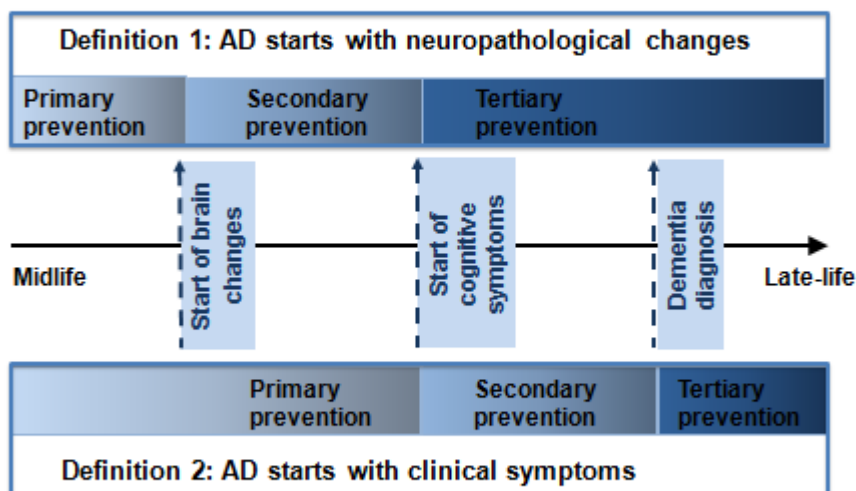 Definition 1: AD starts with neuropathological changes
Primary
prevention
Secondary
prevention
Tertiary
prevention
Start of brain
changes
Start of
cognitive
symptoms
Dementia
diagnosis
Midlife
Late-life
Primary
prevention
Secondary
prevention
Tertiary
prevention
Definition 2: AD starts with clinical symptoms